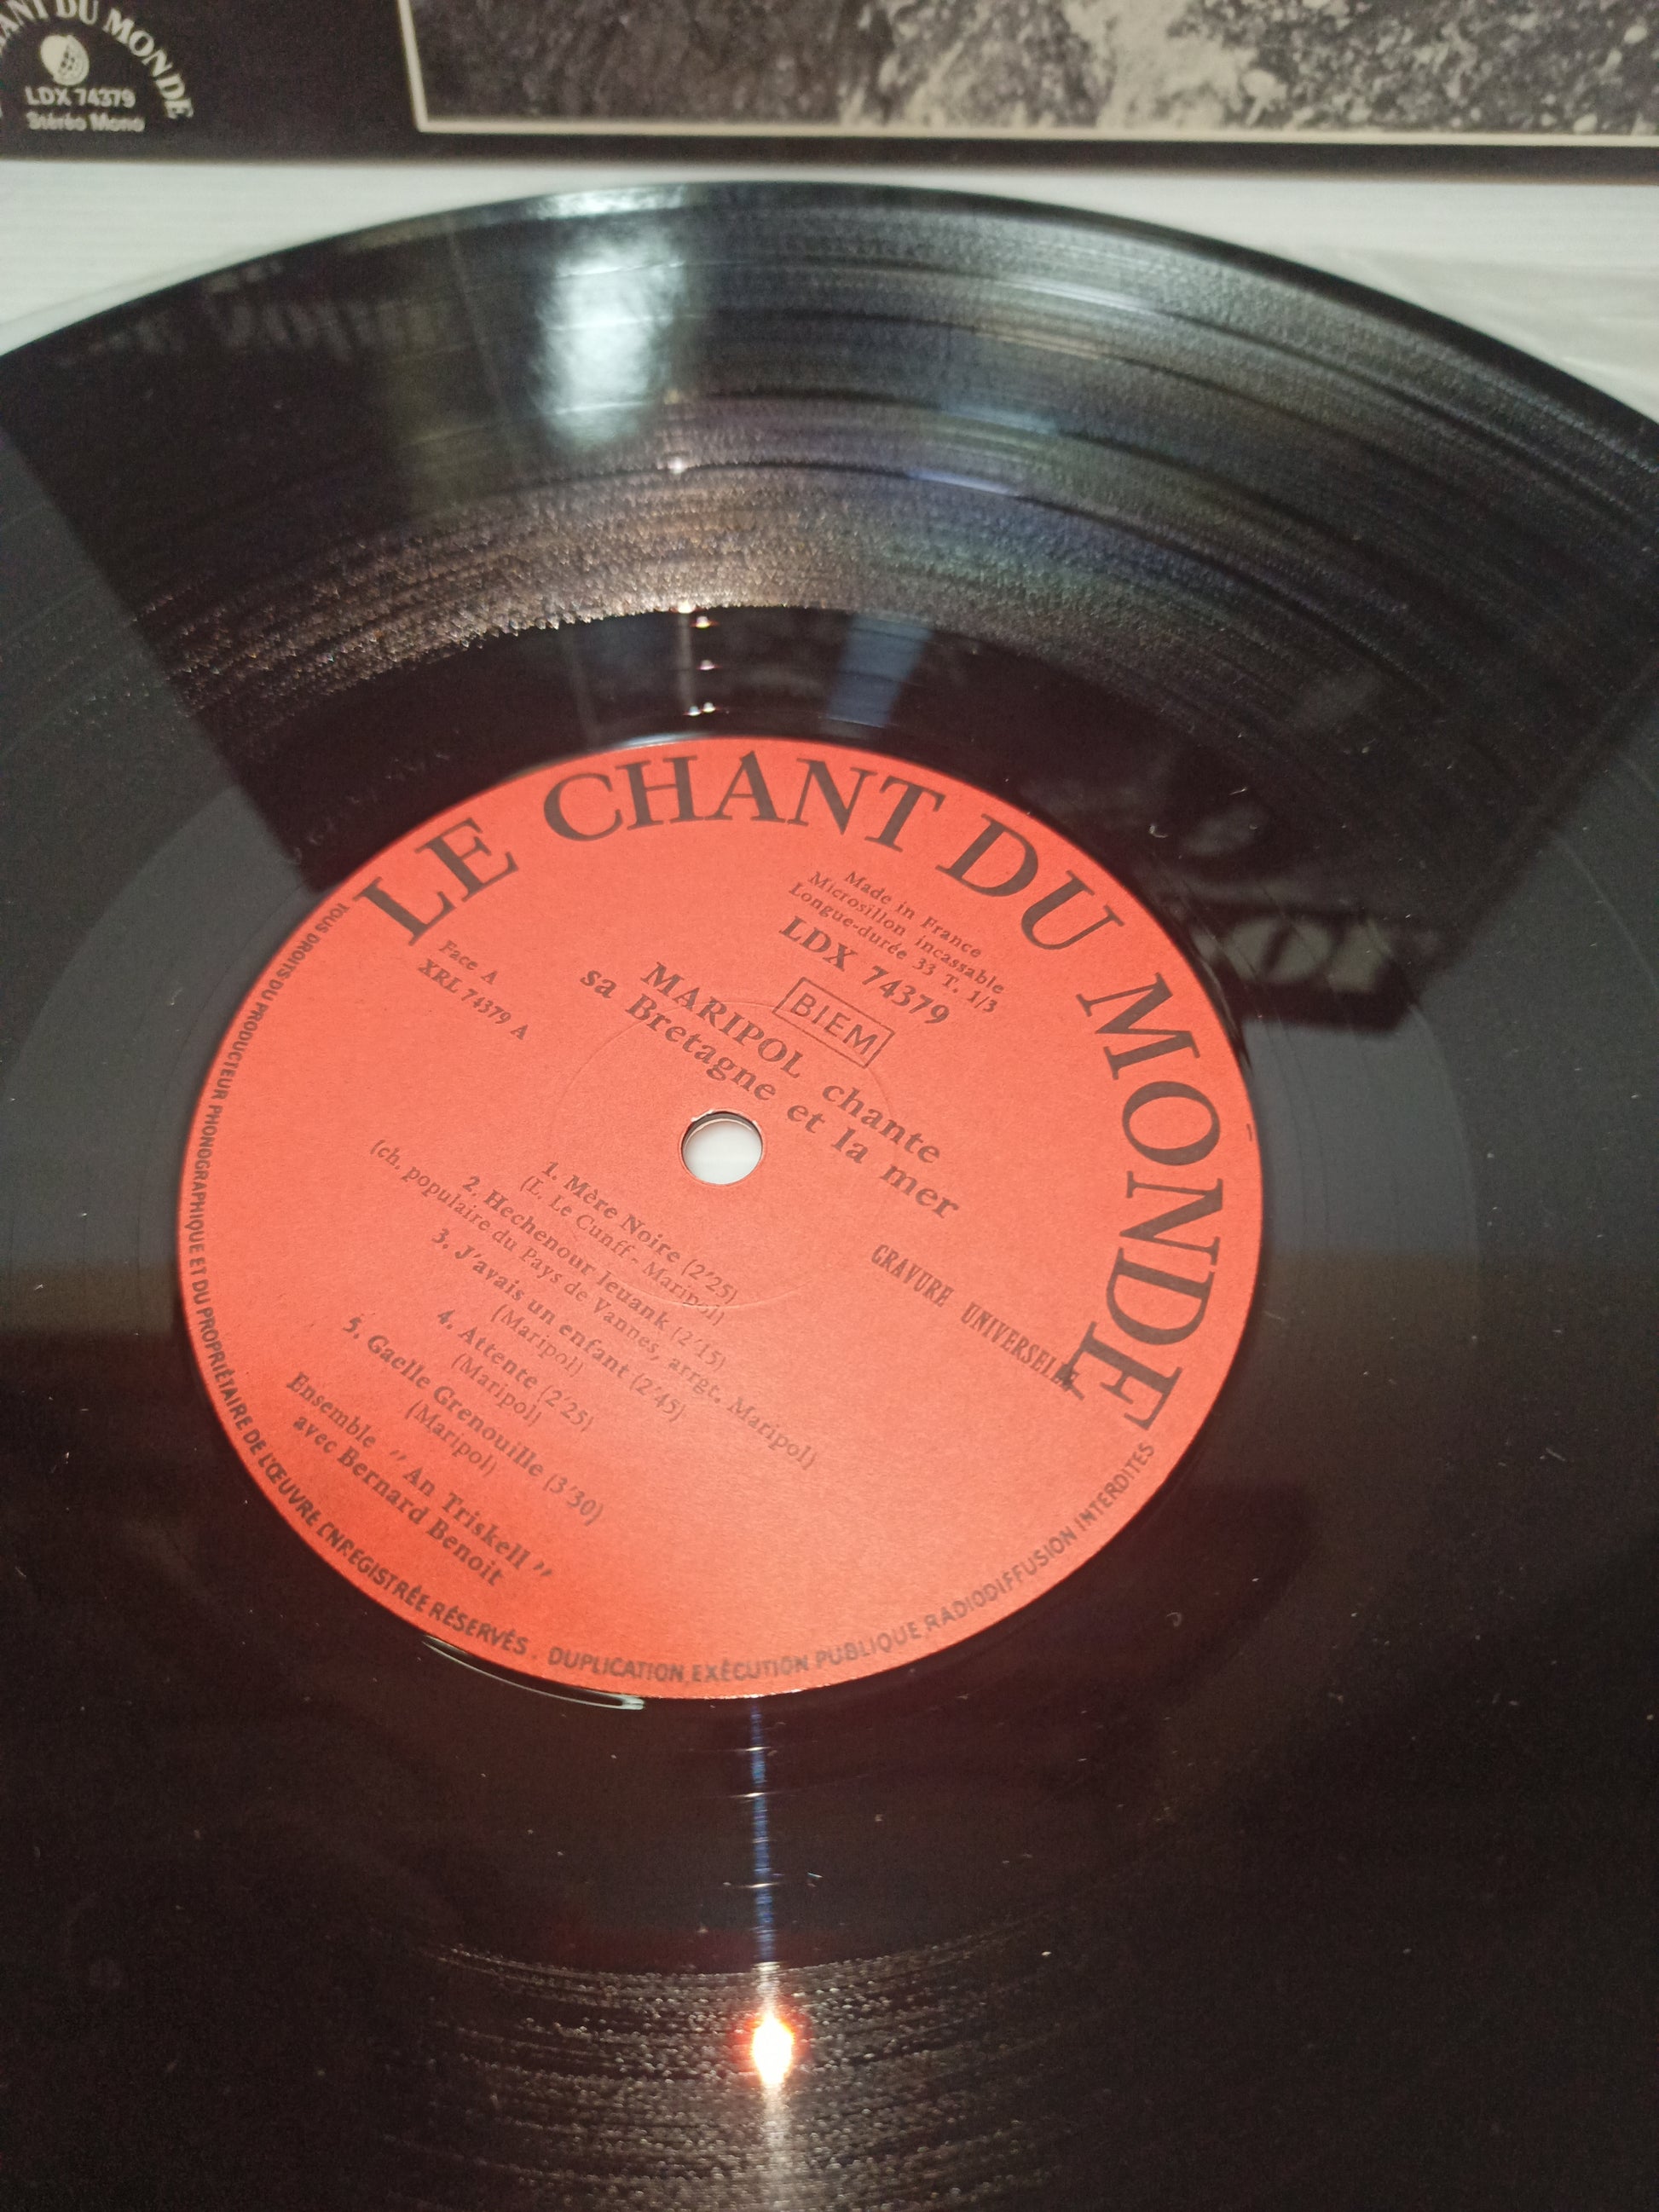 CHANT DU MONDE
LDX 74379
Stéréo Mono
LE CHANT DU MONDE
Made in France
Microsillon incassable
Longue-durée 33 T. 1/3
LDX 74379
BIEM
Face A
XRL 74379 A
MARIPOL chante
sa Bretagne et la mer
GRAVURE UNIVERSELLE
1. Mère Noire (2'25)
(L. Le Cunff - Maripol)
2. Hechenour Ieuank (2'15)
(ch. populaire du Pays de Vannes, arrgt. Maripol)
3. J'avais un enfant (2'45)
(Maripol)
4. Attente (2'25)
(Maripol)
5. Gaelle Grenouille (3'30)
(Maripol)
Ensemble "An Triskell"
avec Bernard Benoit
TOUS DROITS DU PRODUCTEUR PHONOGRAPHIQUE ET DU PROPRIÉTAIRE DE L'ŒUVRE ENREGISTRÉE RÉSERVÉS . DUPLICATION, EXÉCUTION PUBLIQUE, RADIODIFFUSION INTERDITES